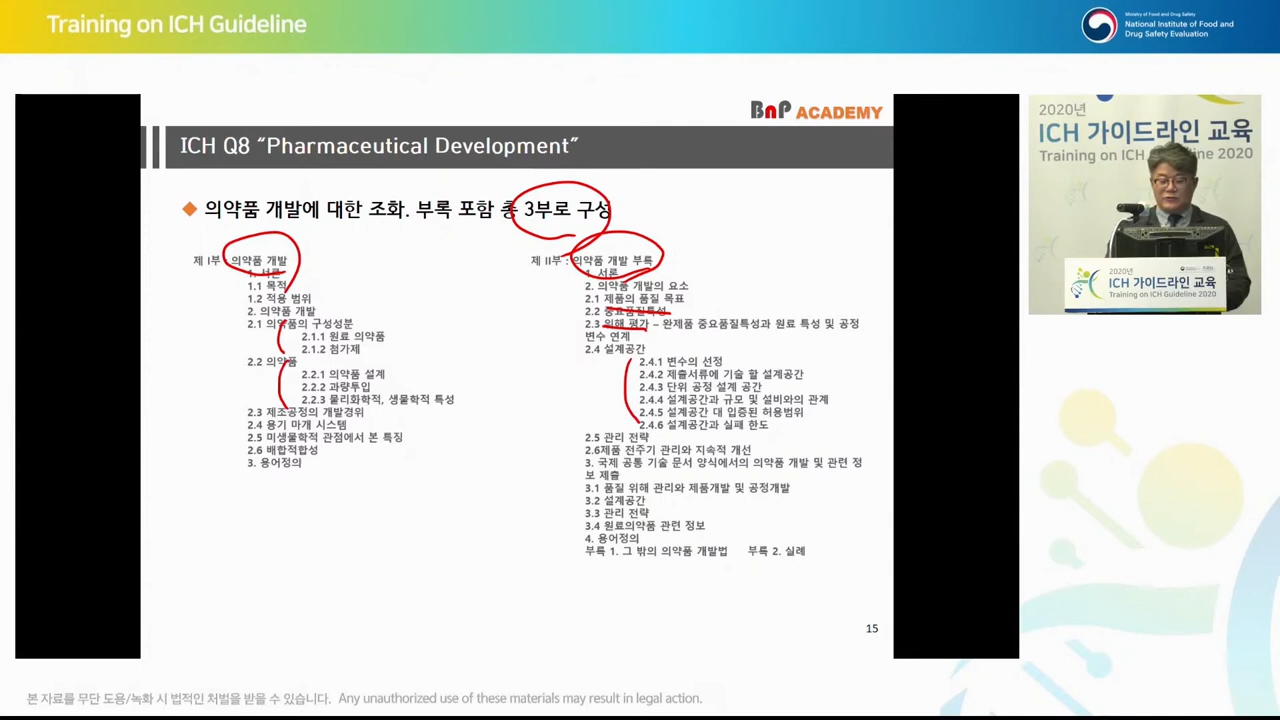 Training on ICH Guideline
Ministry of Food and Drug Safety
National Institute of Food and
Drug Safety Evaluation
BnP ACADEMY
ICH Q8 “Pharmaceutical Development”
의약품 개발에 대한 조화. 부록 포함 총 3부로 구성
제 I부 : 의약품 개발
1. 서론
1.1 목적
1.2 적용 범위
2. 의약품 개발
2.1 의약품의 구성성분
2.1.1 원료 의약품
2.1.2 첨가제
2.2 의약품
2.2.1 의약품 설계
2.2.2 과량투입
2.2.3 물리화학적, 생물학적 특성
2.3 제조공정의 개발경위
2.4 용기 마개 시스템
2.5 미생물학적 관점에서 본 특징
2.6 배합적합성
3. 용어정의
제 II부 : 의약품 개발 부록
1. 서론
2. 의약품 개발의 요소
2.1 제품의 품질 목표
2.2 중요품질특성
2.3 위해 평가 – 완제품 중요품질특성과 원료 특성 및 공정
변수 연계
2.4 설계공간
2.4.1 변수의 선정
2.4.2 제출서류에 기술 할 설계공간
2.4.3 단위 공정 설계 공간
2.4.4 설계공간과 규모 및 설비와의 관계
2.4.5 설계공간 대 입증된 허용범위
2.4.6 설계공간과 실패 한도
2.5 관리 전략
2.6제품 전주기 관리와 지속적 개선
3. 국제 공통 기술 문서 양식에서의 의약품 개발 및 관련 정
보 제출
3.1 품질 위해 관리와 제품개발 및 공정개발
3.2 설계공간
3.3 관리 전략
3.4 원료의약품 관련 정보
4. 용어정의
부록 1. 그 밖의 의약품 개발법 부록 2. 실례
15
2020년
ICH 가이드라인 교육
Training on ICH Guideline 2020
2020년
ICH 가이드라인 교육
Training on ICH Guideline 2020
본 자료를 무단 도용/녹화 시 법적인 처벌을 받을 수 있습니다. Any unauthorized use of these materials may result in legal action.